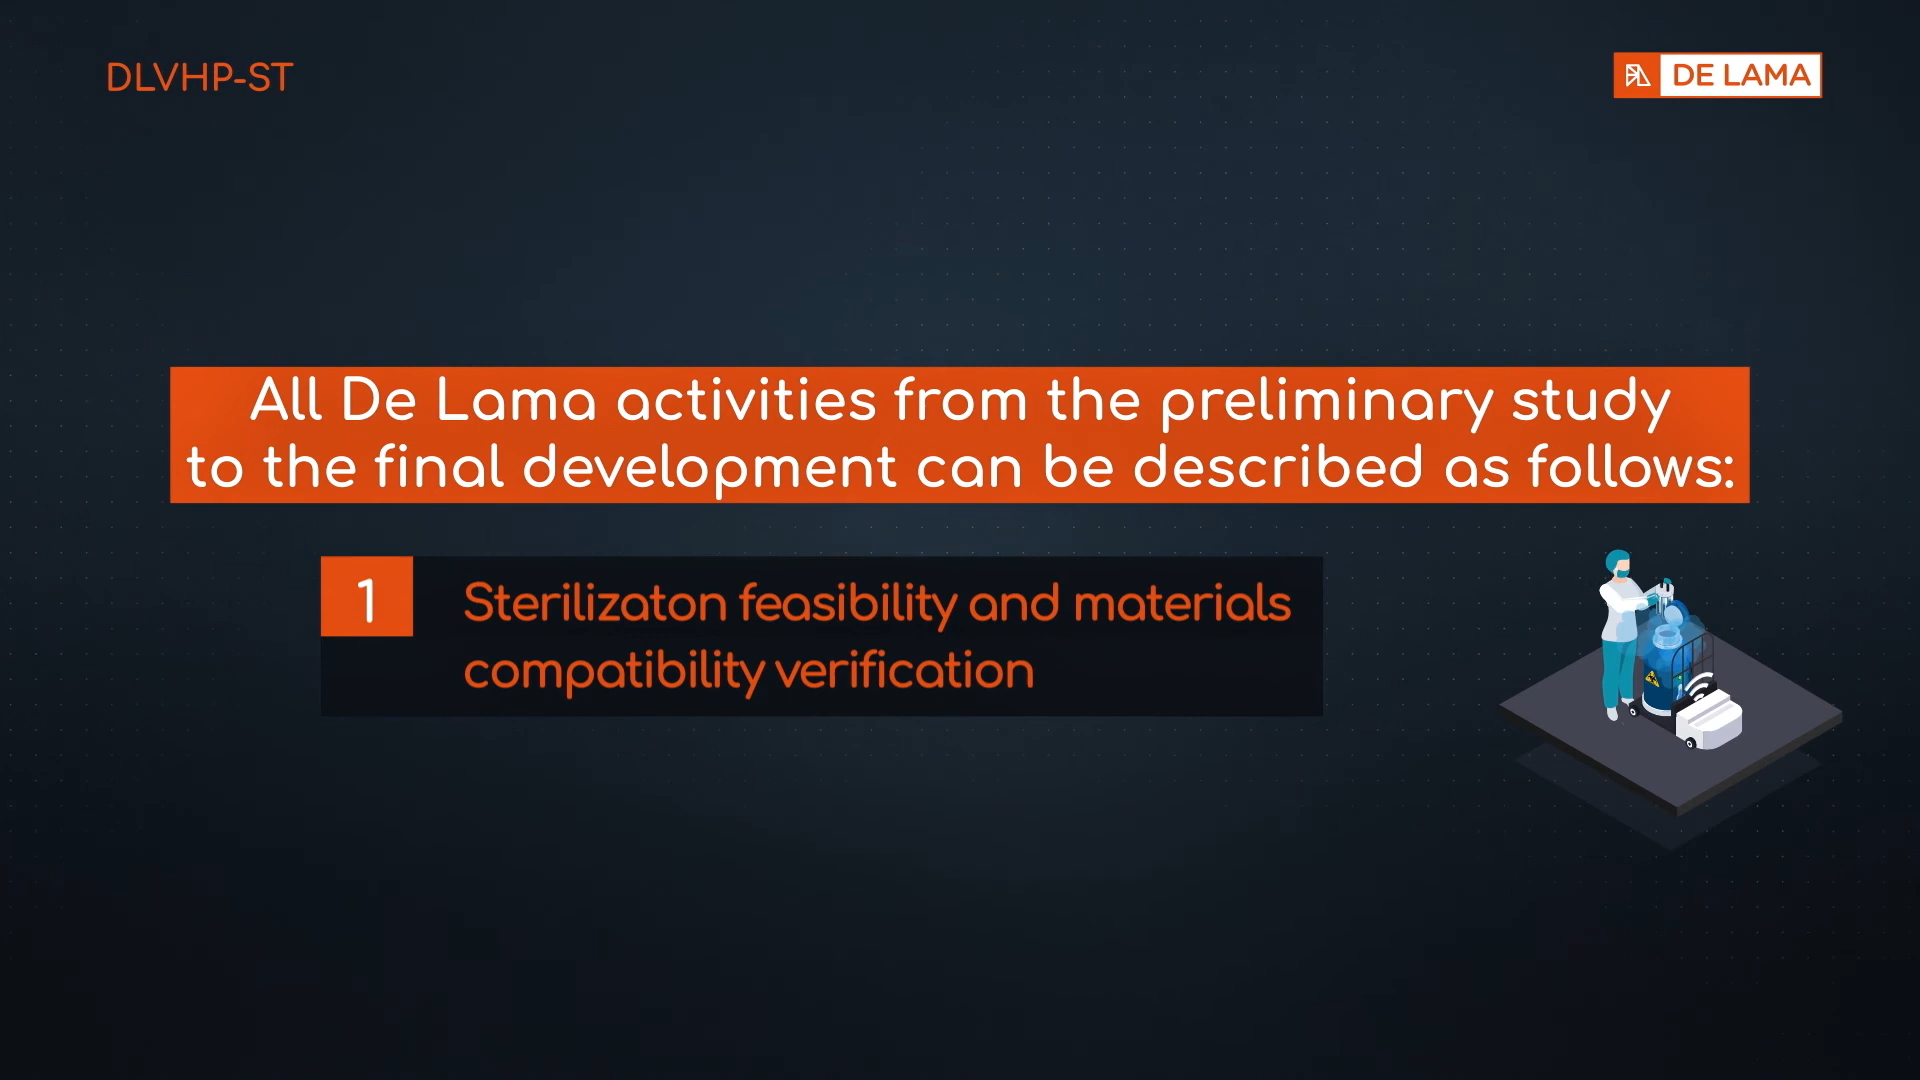 DLVHP-ST
DE LAMA
All De Lama activities from the preliminary study
to the final development can be described as follows:
1
Sterilizaton feasibility and materials
compatibility verification